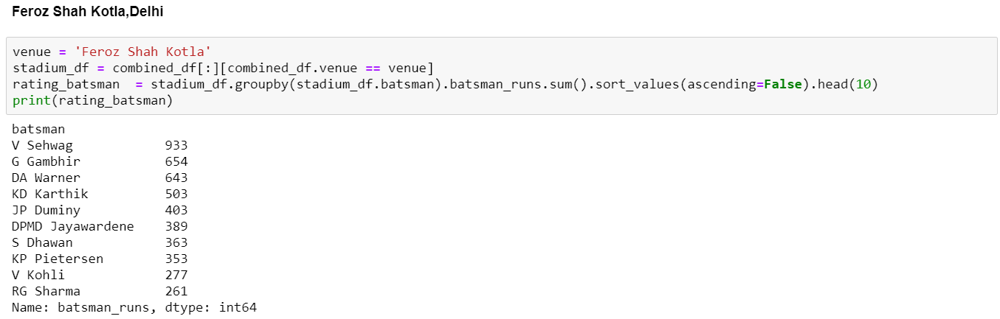 Feroz Shah Kotla,Delhi
venue = 'Feroz Shah Kotla'
stadium_df = combined_df[:][combined_df.venue == venue]
rating_batsman  = stadium_df.groupby(stadium_df.batsman).batsman_runs.sum().sort_values(ascending=False).head(10)
print(rating_batsman)
batsman
V Sehwag            933
G Gambhir           654
DA Warner           643
KD Karthik          503
JP Duminy           403
DPMD Jayawardene    389
S Dhawan            363
KP Pietersen        353
V Kohli             277
RG Sharma           261
Name: batsman_runs, dtype: int64